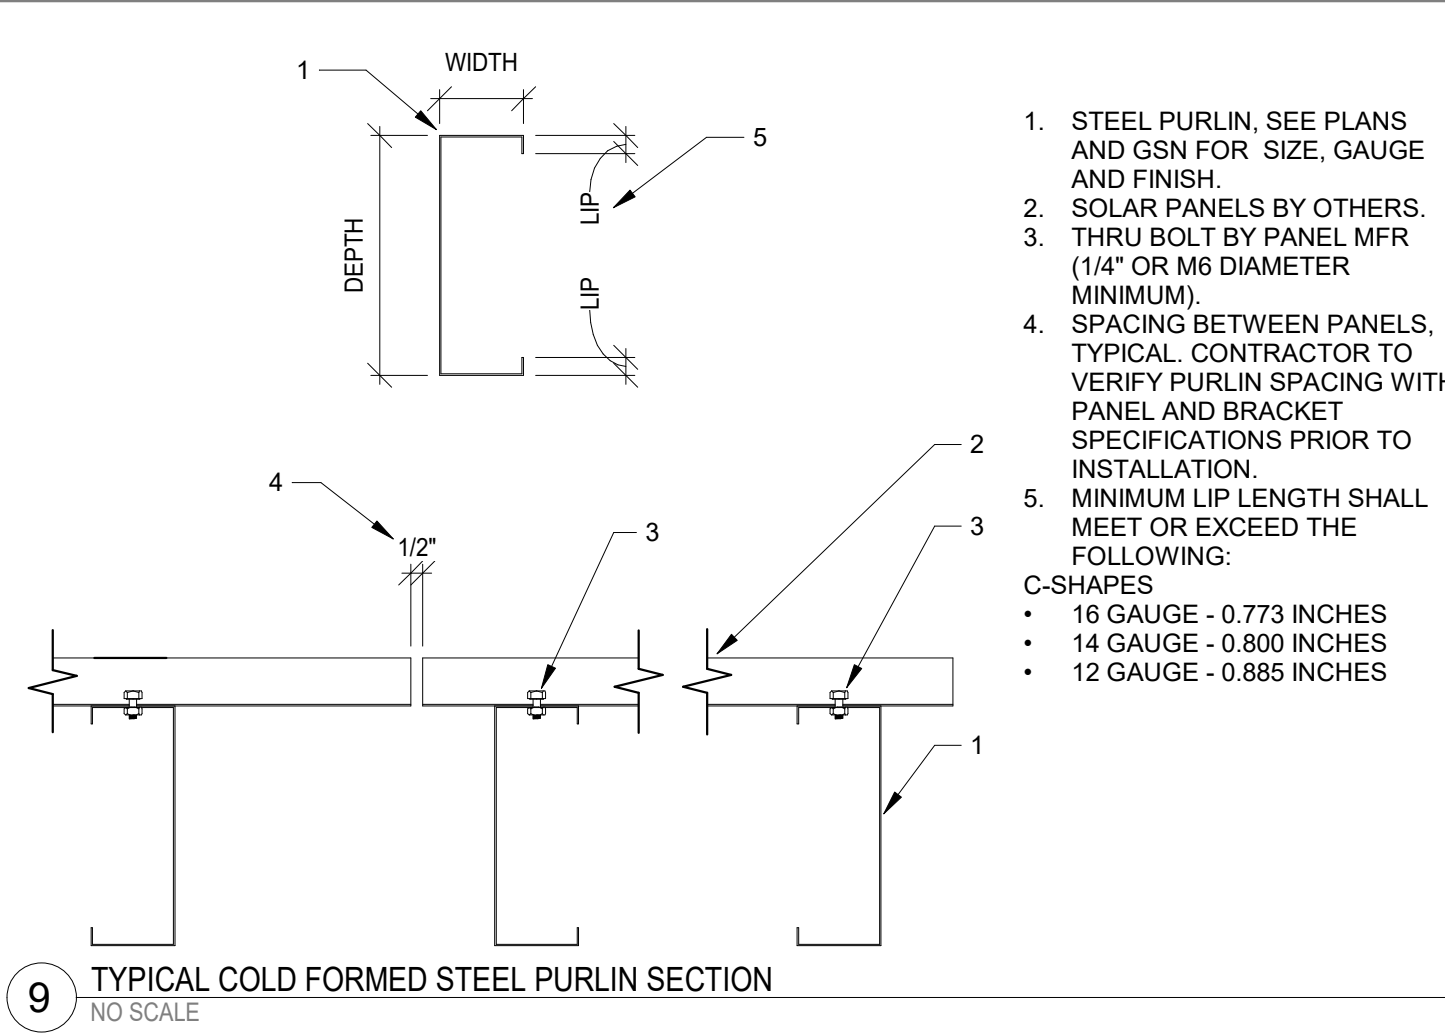 1
WIDTH
5
DEPTH
LIP
LIP
4
1/2"
3
2
3
1
1. STEEL PURLIN, SEE PLANS
AND GSN FOR SIZE, GAUGE
AND FINISH.
2. SOLAR PANELS BY OTHERS.
3. THRU BOLT BY PANEL MFR
(1/4" OR M6 DIAMETER
MINIMUM).
4. SPACING BETWEEN PANELS,
TYPICAL. CONTRACTOR TO
VERIFY PURLIN SPACING WITH
PANEL AND BRACKET
SPECIFICATIONS PRIOR TO
INSTALLATION.
5. MINIMUM LIP LENGTH SHALL
MEET OR EXCEED THE
FOLLOWING:
C-SHAPES
• 16 GAUGE - 0.773 INCHES
• 14 GAUGE - 0.800 INCHES
• 12 GAUGE - 0.885 INCHES
9 TYPICAL COLD FORMED STEEL PURLIN SECTION
NO SCALE